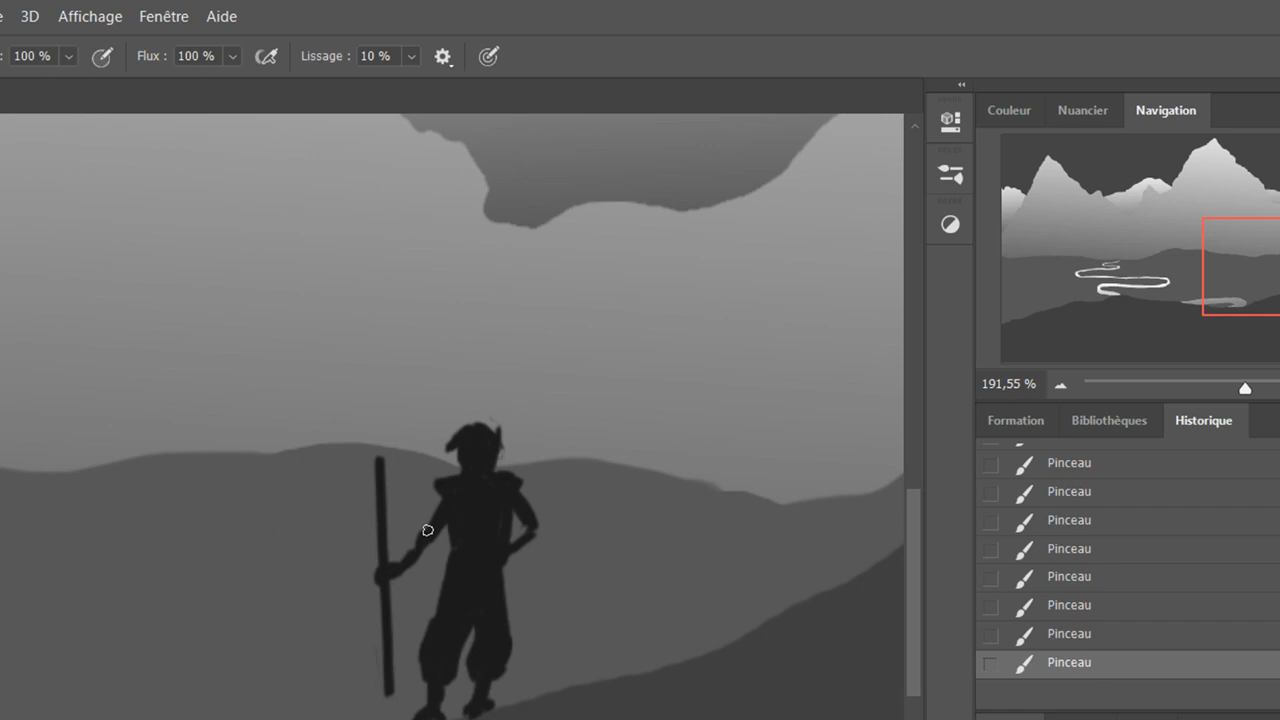 3D Affichage Fenêtre Aide
: 100 % Flux : 100 % Lissage : 10 %
Couleur Nuancier Navigation
191,55 %
Formation Bibliothèques Historique
Pinceau
Pinceau
Pinceau
Pinceau
Pinceau
Pinceau
Pinceau
Pinceau